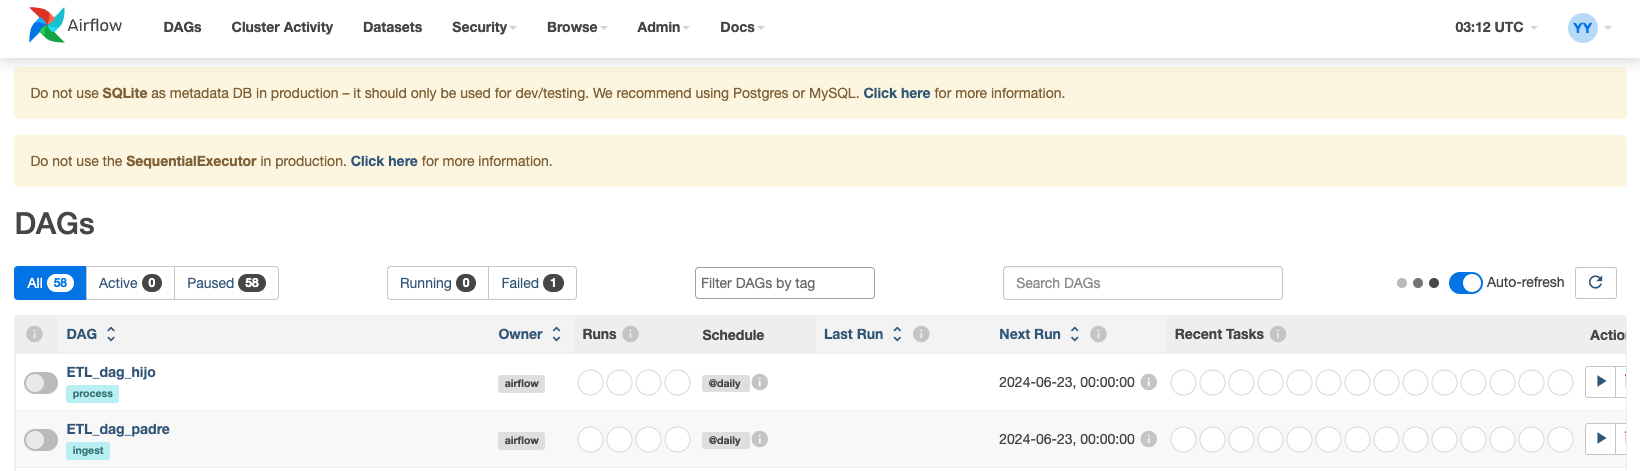 Airflow DAGs Cluster Activity Datasets Security Browse Admin Docs 03:12 UTC YY
Do not use SQLite as metadata DB in production – it should only be used for dev/testing. We recommend using Postgres or MySQL. Click here for more information.
Do not use the SequentialExecutor in production. Click here for more information.
DAGs
All 58 Active 0 Paused 58 Running 0 Failed 1 Filter DAGs by tag Search DAGs Auto-refresh
i DAG Owner Runs i Schedule Last Run i Next Run i Recent Tasks i Actio
ETL_dag_hijo
process airflow @daily i 2024-06-23, 00:00:00 i
ETL_dag_padre
ingest airflow @daily i 2024-06-23, 00:00:00 i